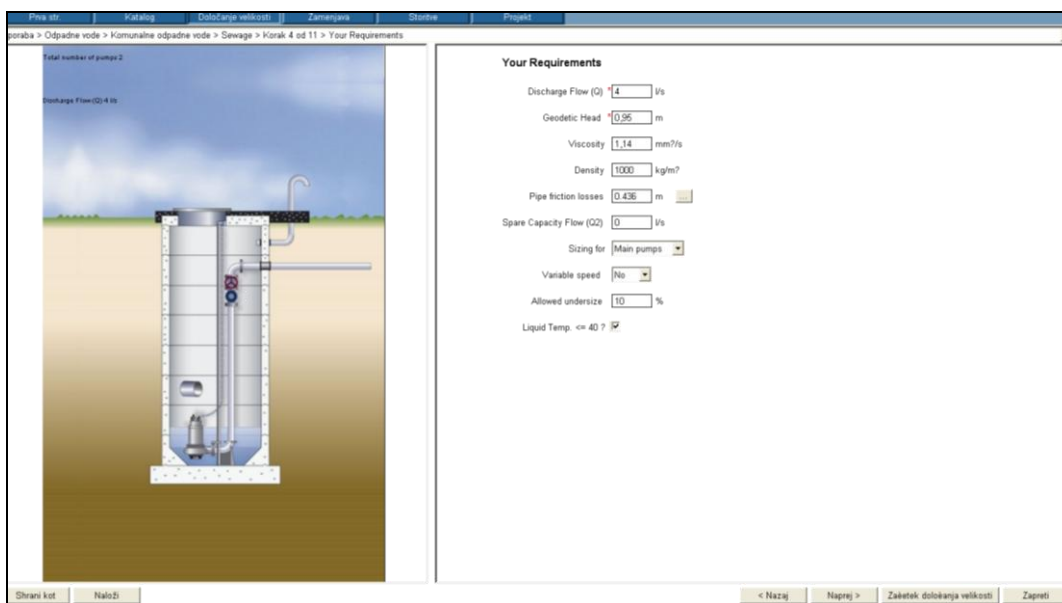 Prva str. Katalog Določanje velikosti Zamenjava Storitve Projekt
poraba > Odpadne vode > Komunalne odpadne vode > Sewage > Korak 4 od 11 > Your Requirements
Total number of pumps 2
Discharge Flow (Q) 4 l/s
Your Requirements
Discharge Flow (Q) *4 l/s
Geodetic Head *0,95 m
Viscosity 1,14 mm?/s
Density 1000 kg/m?
Pipe friction losses 0.436 m ...
Spare Capacity Flow (Q2) 0 l/s
Sizing for Main pumps
Variable speed No
Allowed undersize 10 %
Liquid Temp. <= 40 ?
Shrani kot Naloži < Nazaj Naprej > Zaèetek doloèanja velikosti Zapreti